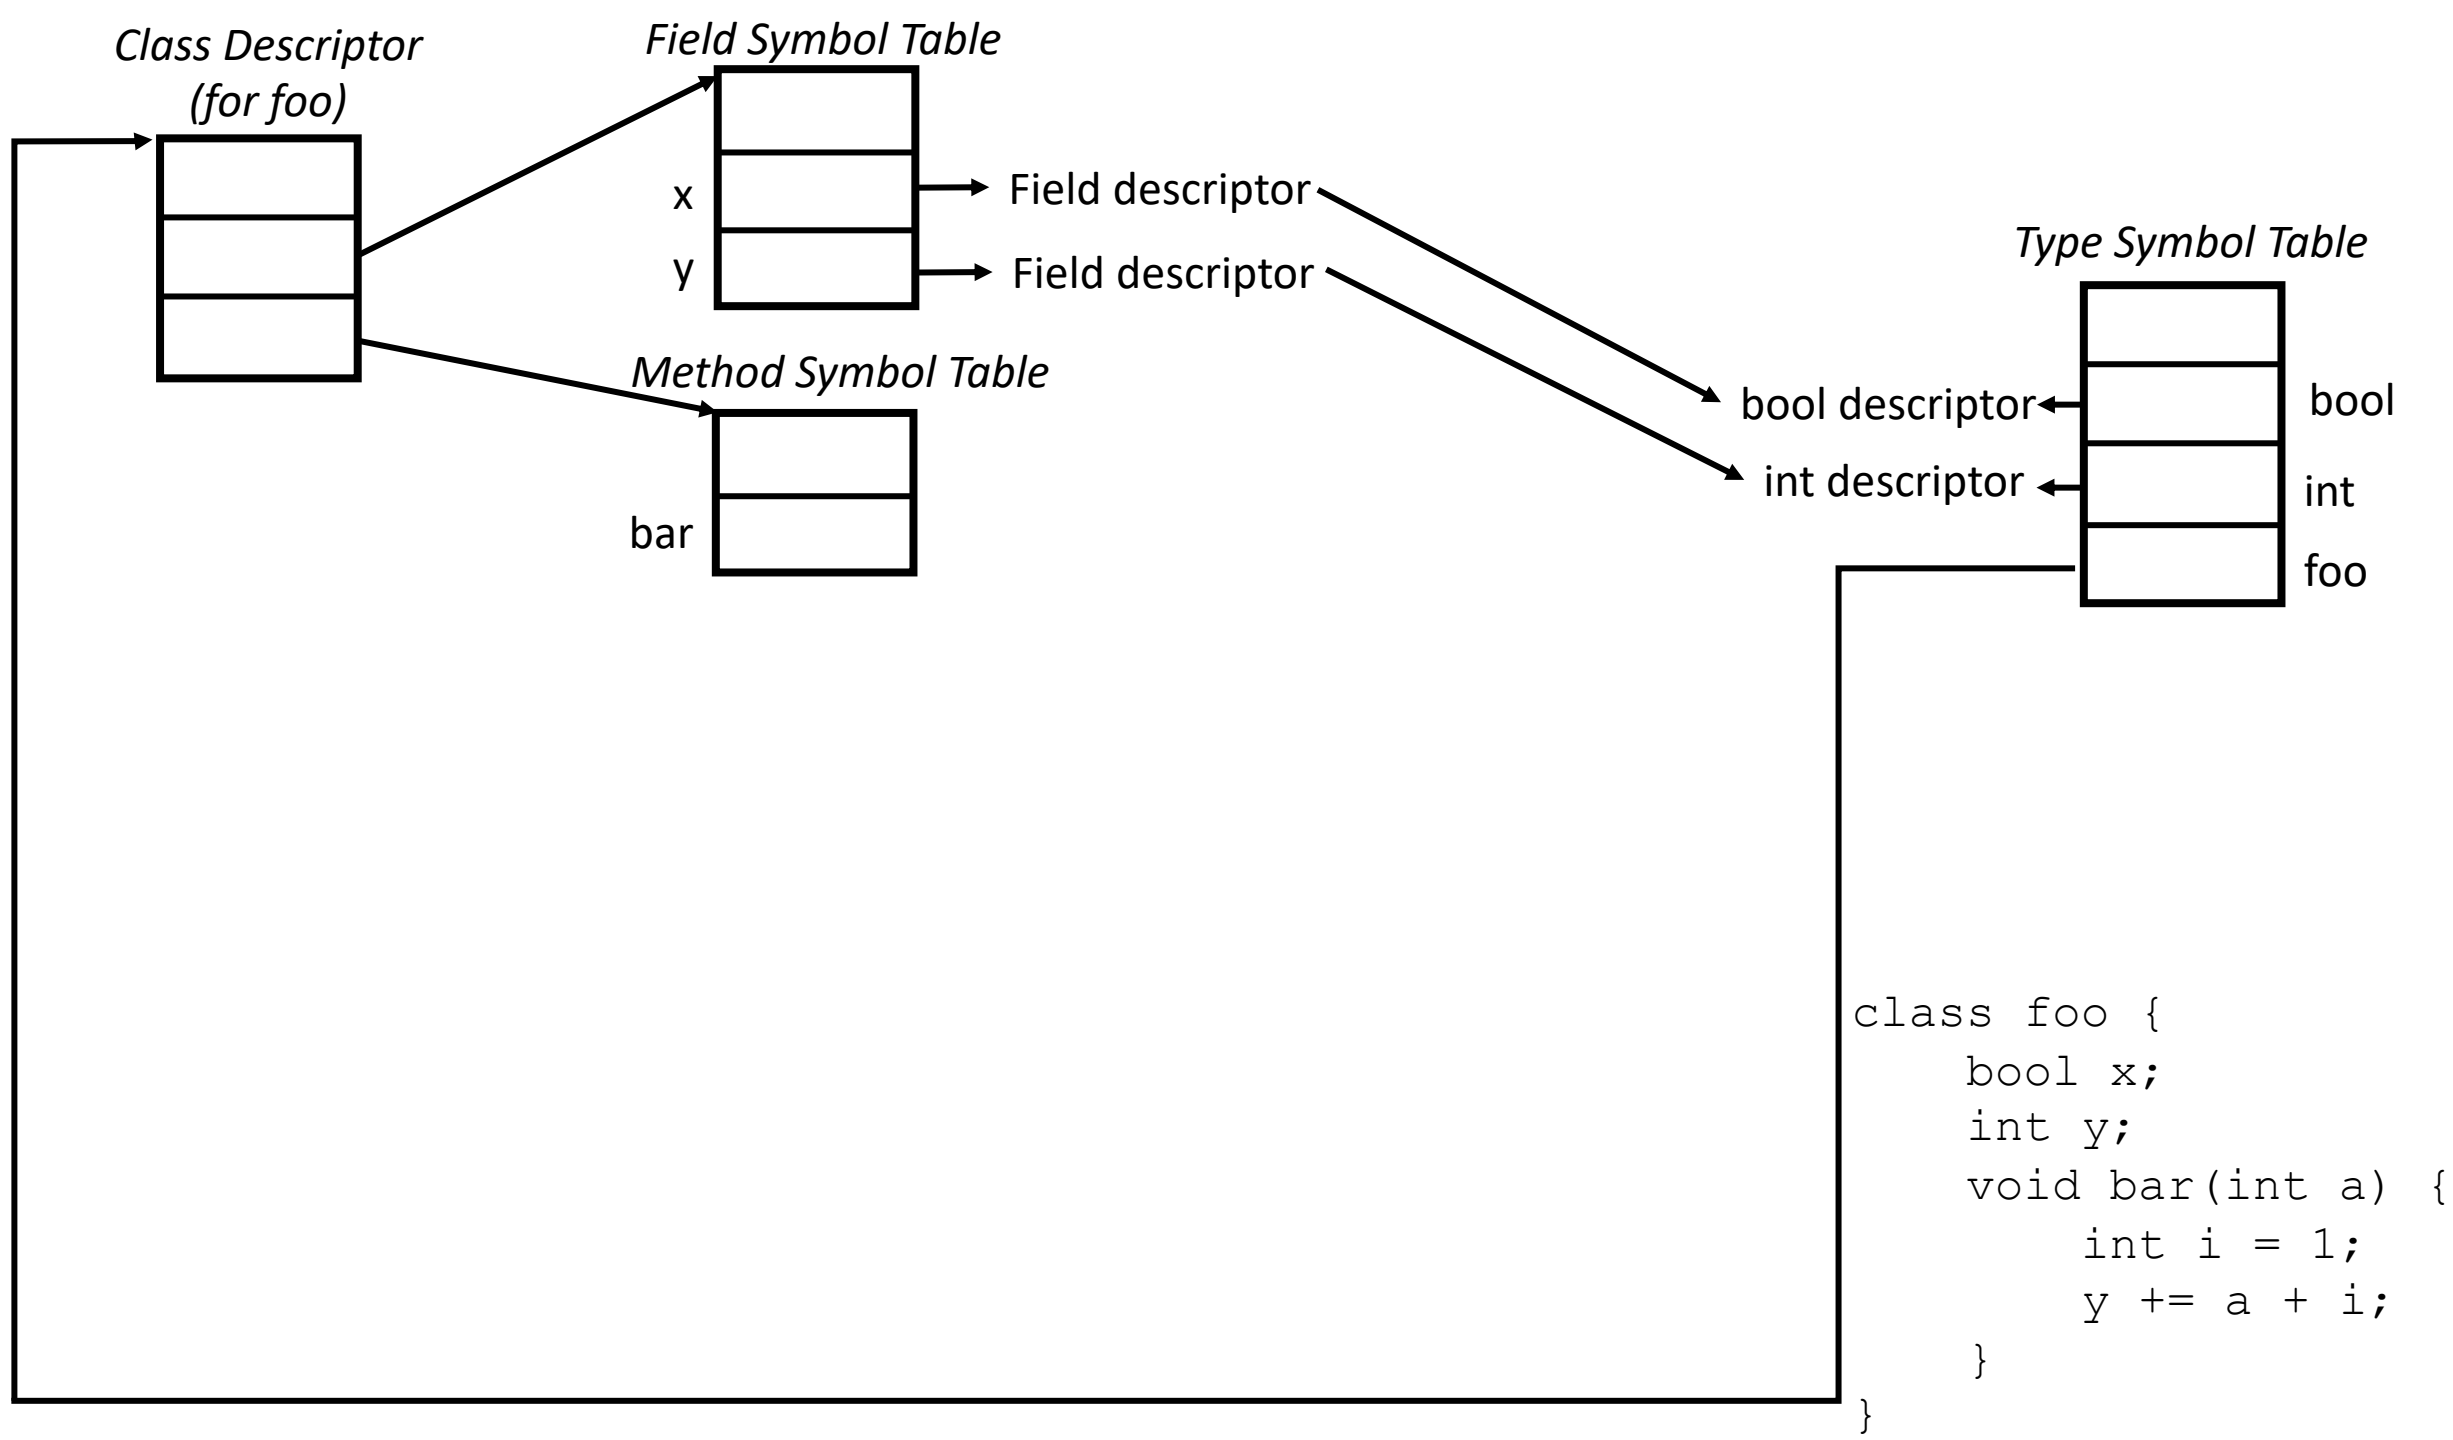 Class Descriptor
(for foo)
Field Symbol Table
x
Field descriptor
y
Field descriptor
Method Symbol Table
bar
Type Symbol Table
bool descriptor
bool
int descriptor
int
foo
class foo {
    bool x;
    int y;
    void bar(int a) {
        int i = 1;
        y += a + i;
    }
}